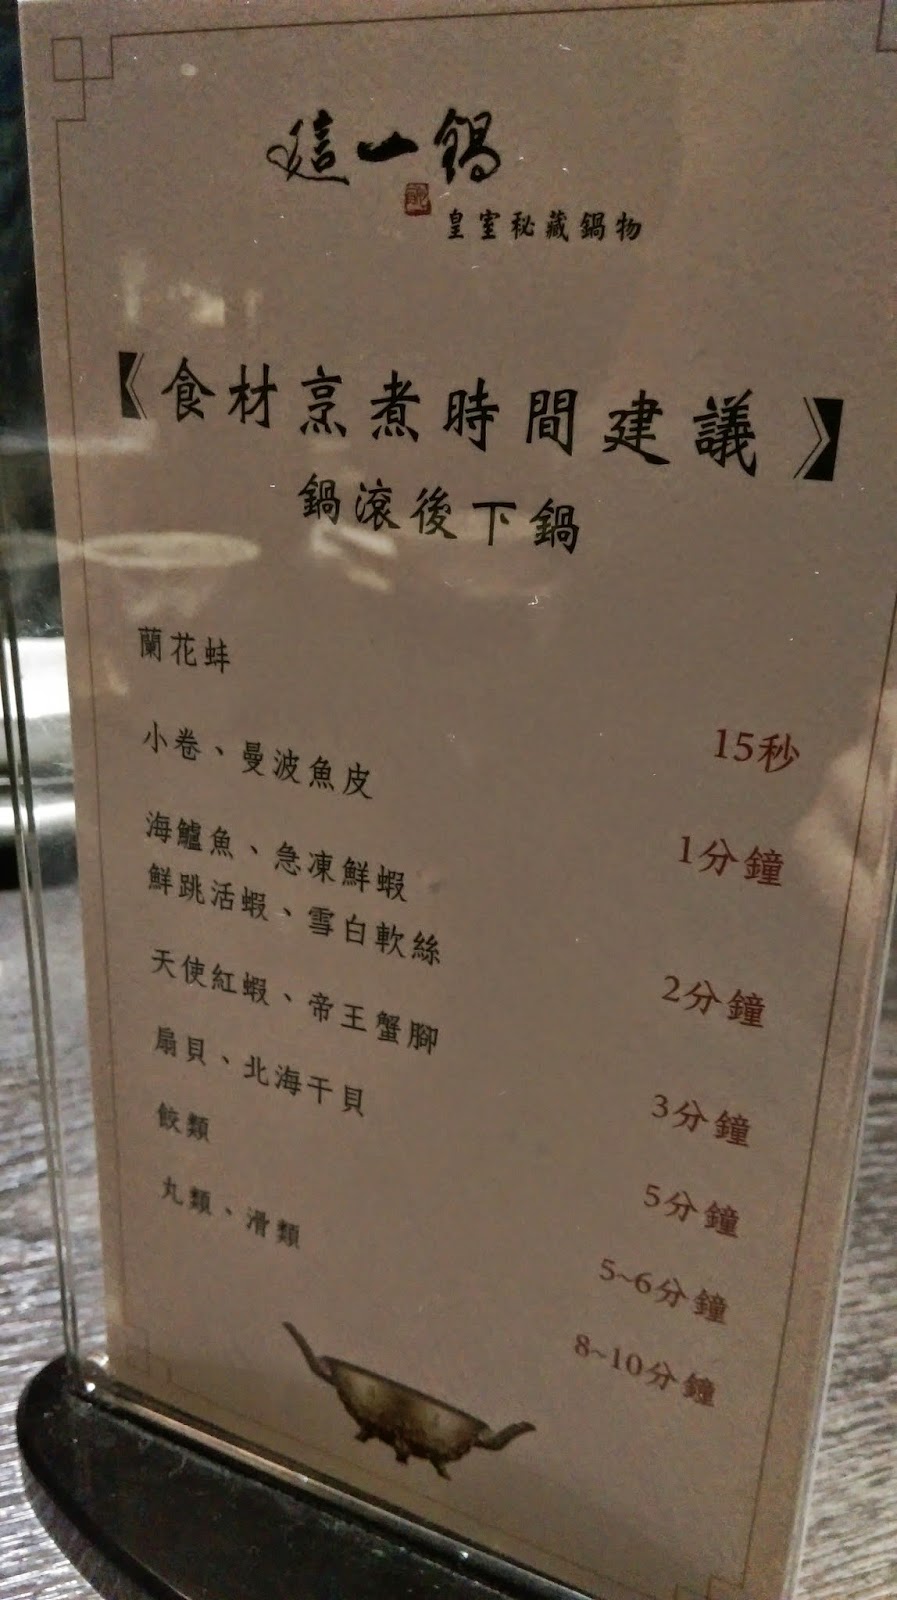 這一鍋
皇室秘藏鍋物
【食材烹煮時間建議】
鍋滾後下鍋
蘭花蚌 15秒
小卷、曼波魚皮 1分鐘
海鱸魚、急凍鮮蝦
鮮跳活蝦、雪白軟絲 2分鐘
天使紅蝦、帝王蟹腳 3分鐘
扇貝、北海干貝 5分鐘
餃類 5~6分鐘
丸類、滑類 8~10分鐘